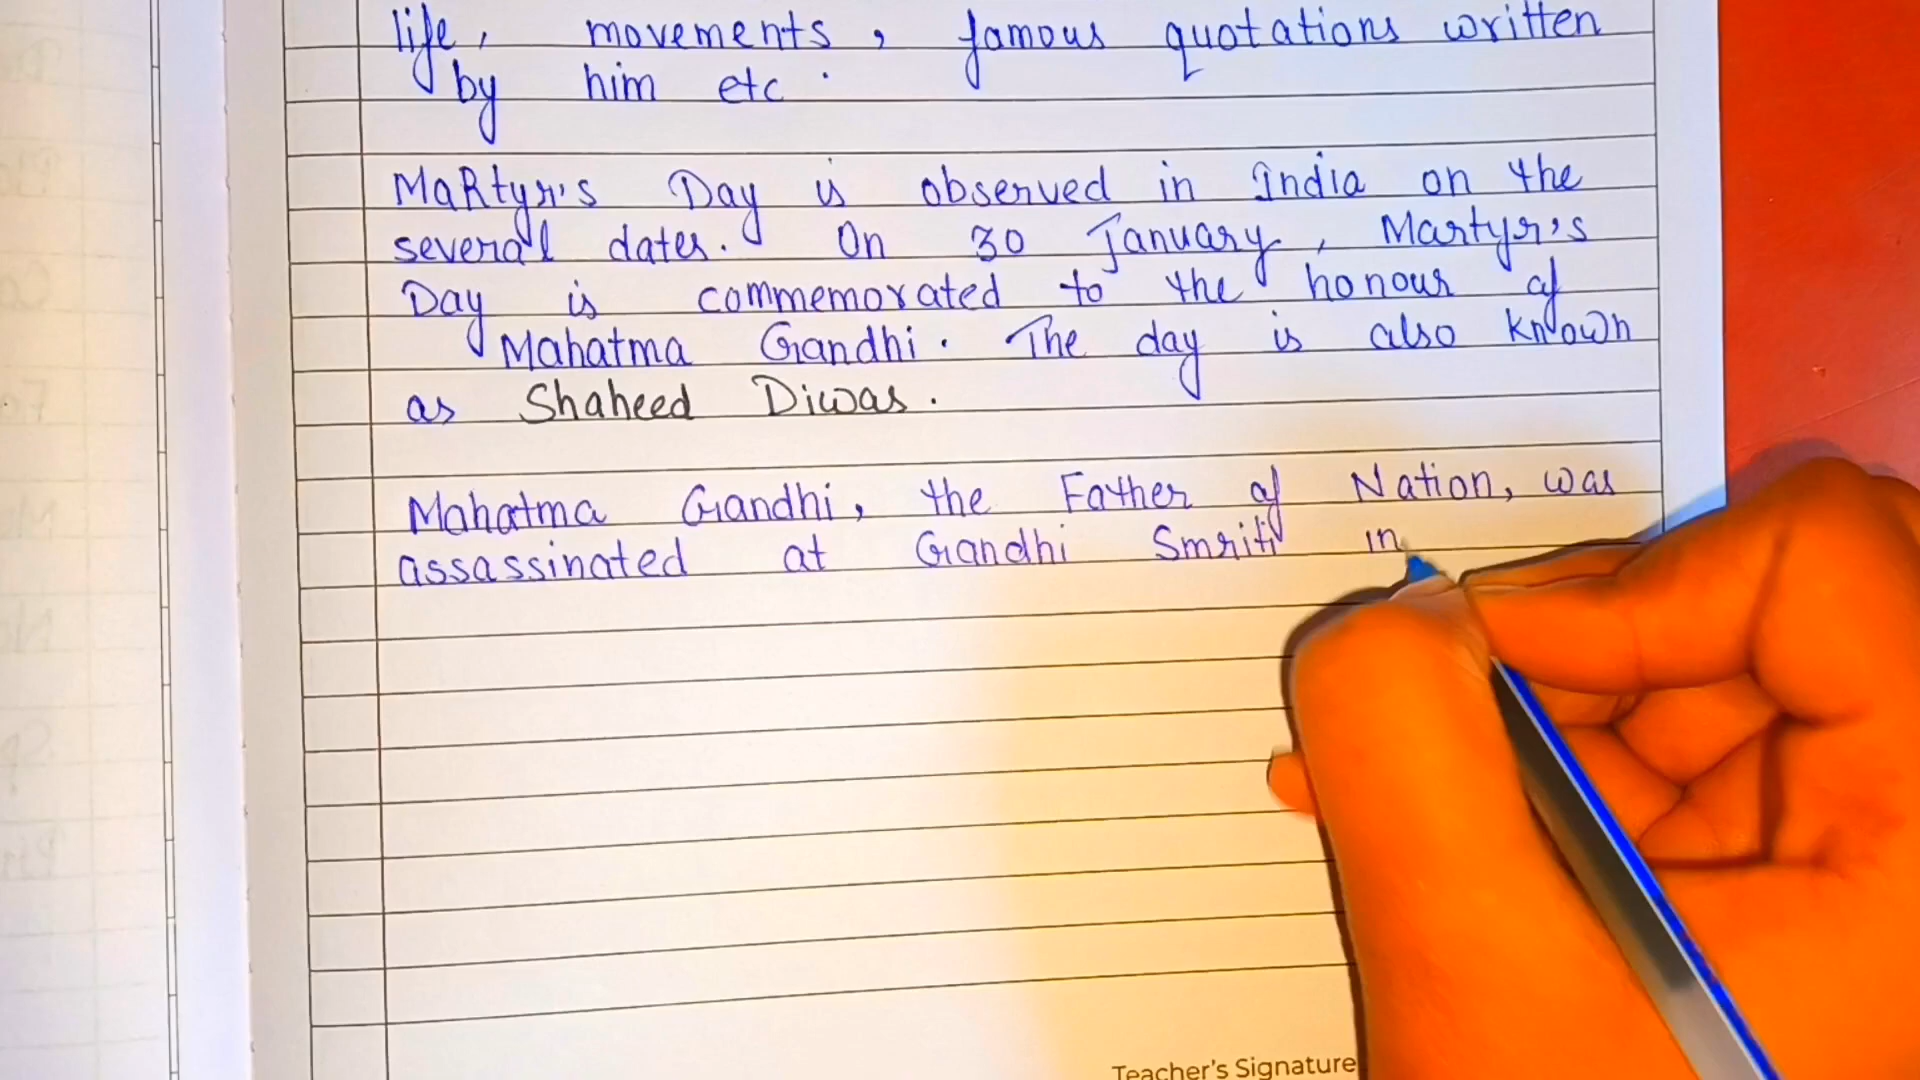 life, movements, famous quotations written
by him etc.
MaRtyr's Day is observed in India on the
several dates. On 30 January, Martyr's
Day is commemorated to the honour of
Mahatma Gandhi. The day is also known
as Shaheed Diwas.
Mahatma Gandhi, the Father of Nation, was
assassinated at Gandhi Smriti in
Teacher's Signature